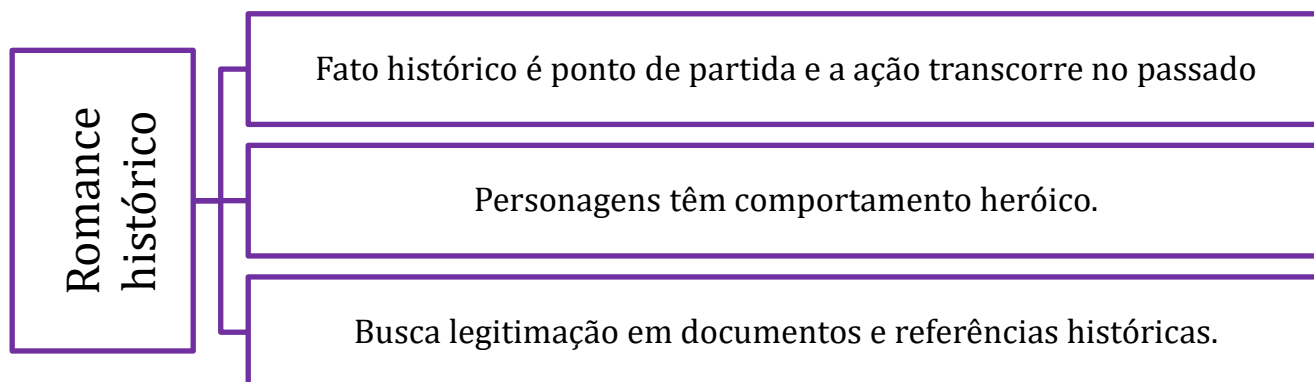 Romance
histórico
Fato histórico é ponto de partida e a ação transcorre no passado
Personagens têm comportamento heróico.
Busca legitimação em documentos e referências históricas.